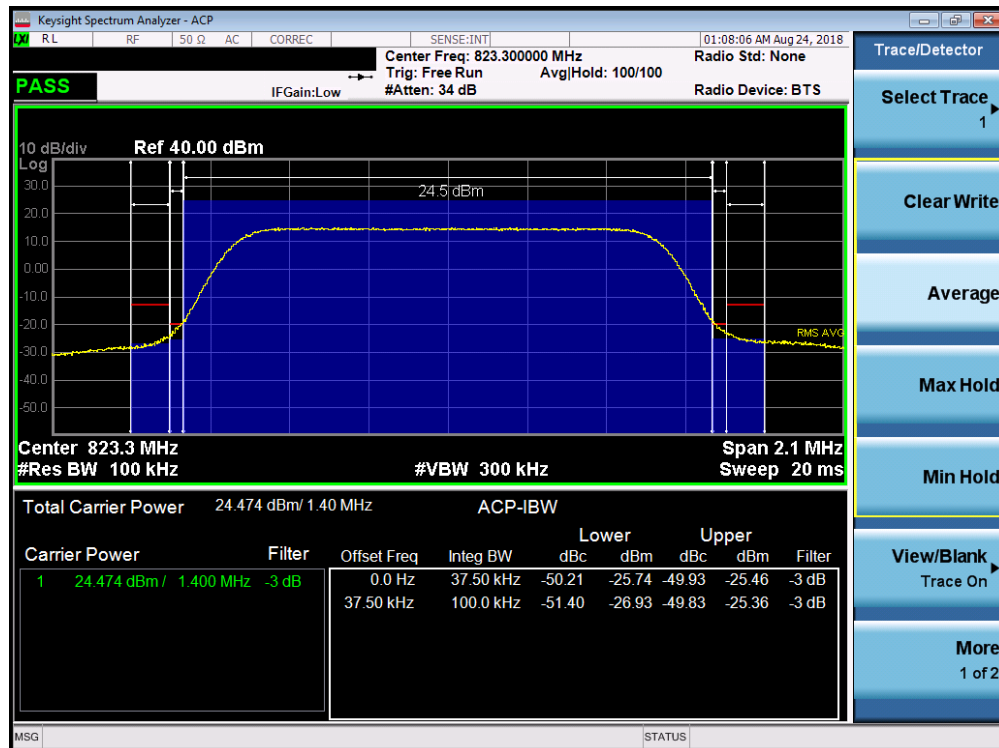 Keysight Spectrum Analyzer - ACP
LXI RL RF 50 Ω AC CORREC SENSE:INT 01:08:06 AM Aug 24, 2018
Center Freq: 823.300000 MHz Radio Std: None
Trig: Free Run Avg|Hold: 100/100
PASS IFGain:Low #Atten: 34 dB Radio Device: BTS
10 dB/div Ref 40.00 dBm
Log
30.0
24.5 dBm
20.0
10.0
0.00
-10.0
-20.0
RMS AVG
-30.0
-40.0
-50.0
Center 823.3 MHz Span 2.1 MHz
#Res BW 100 kHz #VBW 300 kHz Sweep 20 ms
Total Carrier Power 24.474 dBm/ 1.40 MHz ACP-IBW
Lower Upper
Carrier Power Filter Offset Freq Integ BW dBc dBm dBc dBm Filter
1 24.474 dBm / 1.400 MHz -3 dB 0.0 Hz 37.50 kHz -50.21 -25.74 -49.93 -25.46 -3 dB
37.50 kHz 100.0 kHz -51.40 -26.93 -49.83 -25.36 -3 dB
MSG STATUS
Trace/Detector
Select Trace
1
Clear Write
Average
Max Hold
Min Hold
View/Blank
Trace On
More
1 of 2